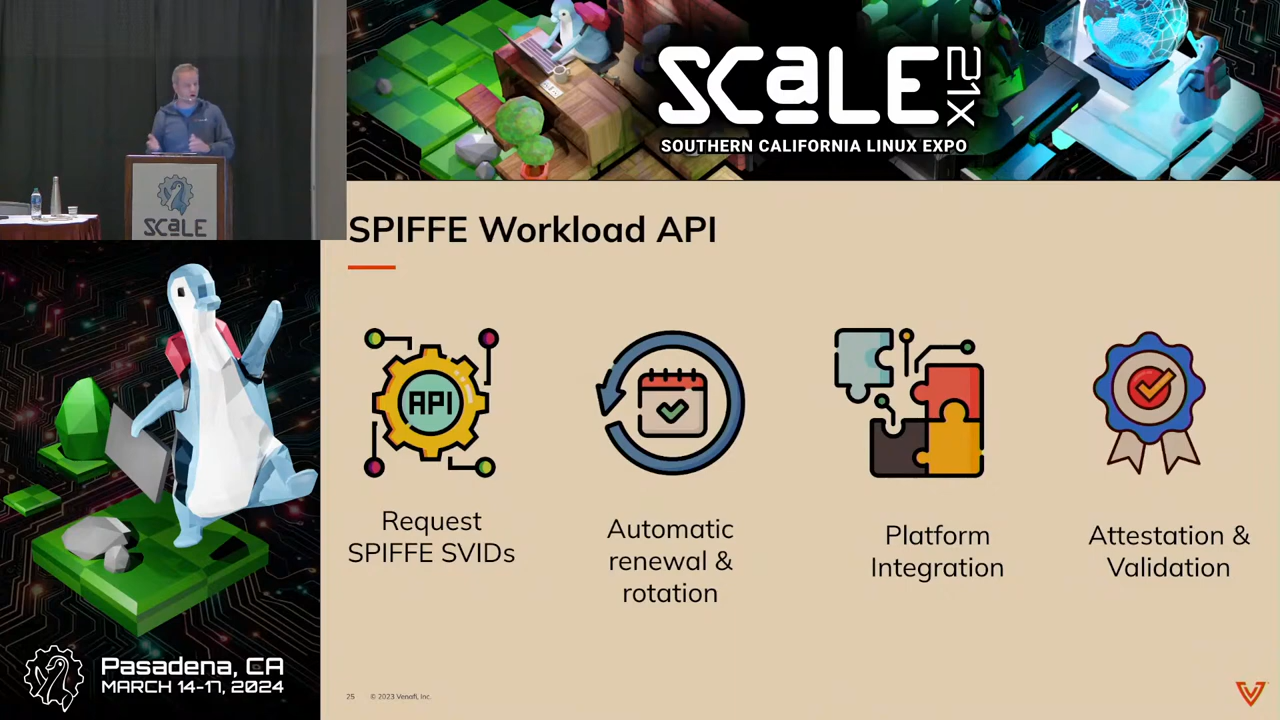 SCaLE 21x
SOUTHERN CALIFORNIA LINUX EXPO
SCaLE
SPIFFE Workload API
API
Request
SPIFFE SVIDs
Automatic
renewal &
rotation
Platform
Integration
Attestation &
Validation
Pasadena, CA
MARCH 14-17, 2024
25
© 2023 Venafi, Inc.